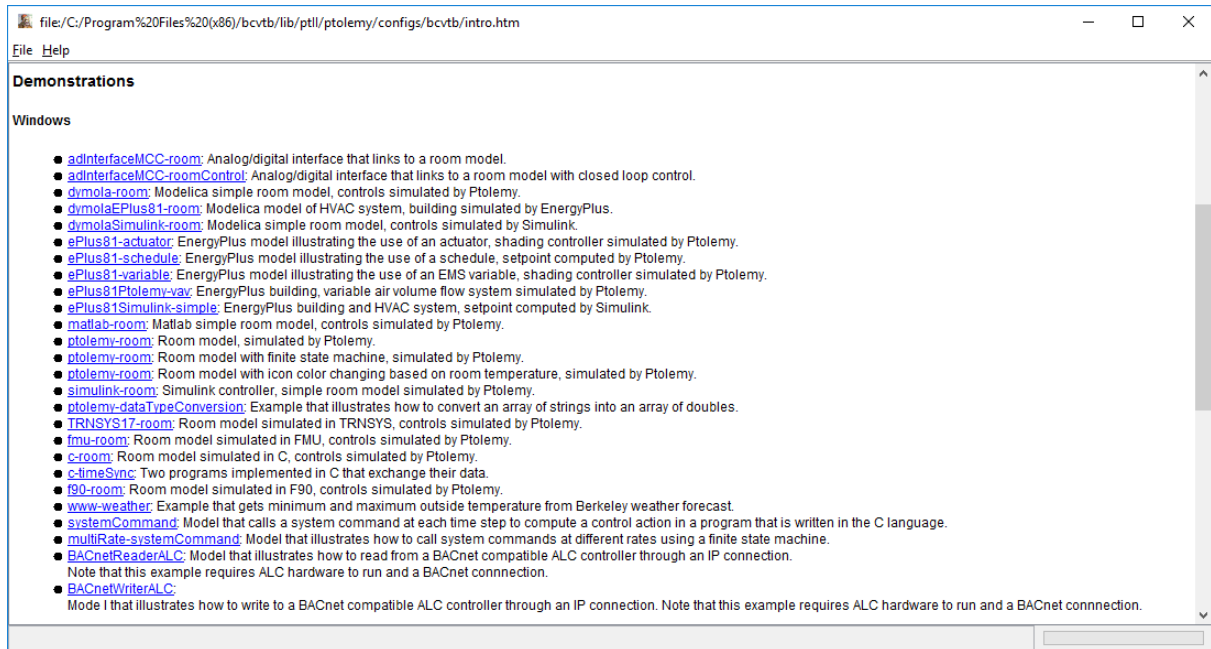 file:/C:/Program%20Files%20(x86)/bcvtb/lib/ptII/ptolemy/configs/bcvtb/intro.htm
File Help
Demonstrations
Windows
adInterfaceMCC-room: Analog/digital interface that links to a room model.
adInterfaceMCC-roomControl: Analog/digital interface that links to a room model with closed loop control.
dymola-room: Modelica simple room model, controls simulated by Ptolemy.
dymolaEPlus81-room: Modelica model of HVAC system, building simulated by EnergyPlus.
dymolaSimulink-room: Modelica simple room model, controls simulated by Simulink.
ePlus81-actuator: EnergyPlus model illustrating the use of an actuator, shading controller simulated by Ptolemy.
ePlus81-schedule: EnergyPlus model illustrating the use of a schedule, setpoint computed by Ptolemy.
ePlus81-variable: EnergyPlus model illustrating the use of an EMS variable, shading controller simulated by Ptolemy.
ePlus81Ptolemy-vav: EnergyPlus building, variable air volume flow system simulated by Ptolemy.
ePlus81Simulink-simple: EnergyPlus building and HVAC system, setpoint computed by Simulink.
matlab-room: Matlab simple room model, controls simulated by Ptolemy.
ptolemy-room: Room model, simulated by Ptolemy.
ptolemy-room: Room model with finite state machine, simulated by Ptolemy.
ptolemy-room: Room model with icon color changing based on room temperature, simulated by Ptolemy.
simulink-room: Simulink controller, simple room model simulated by Ptolemy.
ptolemy-dataTypeConversion: Example that illustrates how to convert an array of strings into an array of doubles.
TRNSYS17-room: Room model simulated in TRNSYS, controls simulated by Ptolemy.
fmu-room: Room model simulated in FMU, controls simulated by Ptolemy.
c-room: Room model simulated in C, controls simulated by Ptolemy.
c-timeSync: Two programs implemented in C that exchange their data.
f90-room: Room model simulated in F90, controls simulated by Ptolemy.
www-weather: Example that gets minimum and maximum outside temperature from Berkeley weather forecast.
systemCommand: Model that calls a system command at each time step to compute a control action in a program that is written in the C language.
multiRate-systemCommand: Model that illustrates how to call system commands at different rates using a finite state machine.
BACnetReaderALC: Model that illustrates how to read from a BACnet compatible ALC controller through an IP connection.
Note that this example requires ALC hardware to run and a BACnet connnection.
BACnetWriterALC:
Mode l that illustrates how to write to a BACnet compatible ALC controller through an IP connection. Note that this example requires ALC hardware to run and a BACnet connnection.